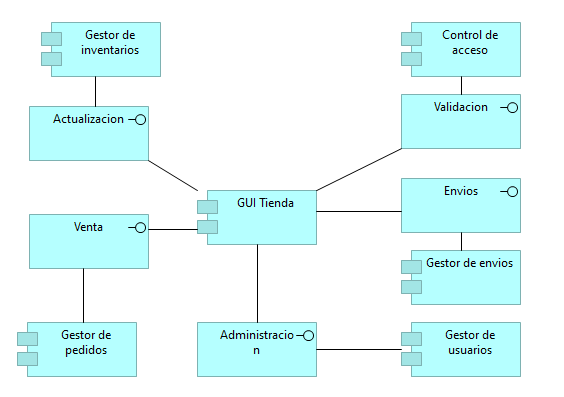 Gestor de
inventarios
Control de
acceso
Actualizacion
Validacion
GUI Tienda
Envios
Venta
Gestor de envios
Gestor de
pedidos
Administracio
n
Gestor de
usuarios